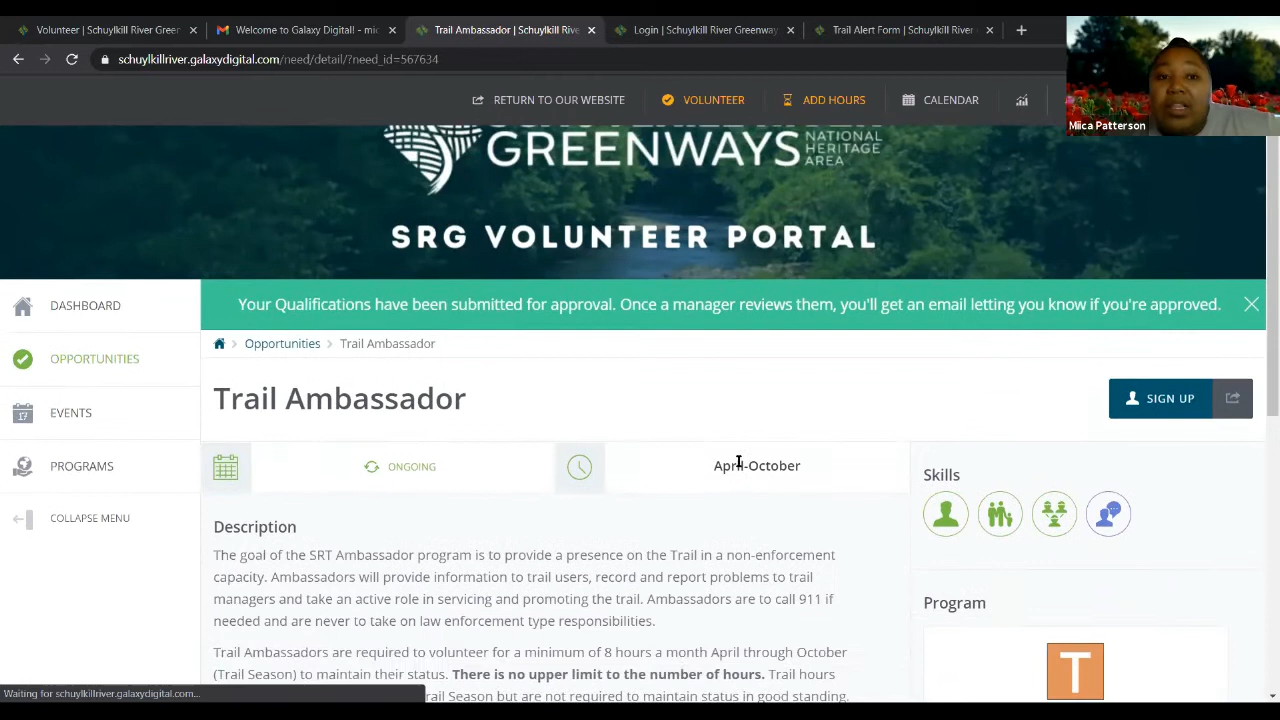 Volunteer | Schuylkill River Green
Welcome to Galaxy Digital! - mic
Trail Ambassador | Schuylkill Rive
Login | Schuylkill River Greenway
Trail Alert Form | Schuylkill River
schuylkillriver.galaxydigital.com/need/detail/?need_id=567634
Miica Patterson
RETURN TO OUR WEBSITE
VOLUNTEER
ADD HOURS
CALENDAR
GREENWAYS
NATIONAL
HERITAGE
AREA
SRG VOLUNTEER PORTAL
DASHBOARD
OPPORTUNITIES
EVENTS
PROGRAMS
COLLAPSE MENU
Your Qualifications have been submitted for approval. Once a manager reviews them, you'll get an email letting you know if you're approved.
Opportunities > Trail Ambassador
Trail Ambassador
SIGN UP
ONGOING
April-October
Description
The goal of the SRT Ambassador program is to provide a presence on the Trail in a non-enforcement
capacity. Ambassadors will provide information to trail users, record and report problems to trail
managers and take an active role in servicing and promoting the trail. Ambassadors are to call 911 if
needed and are never to take on law enforcement type responsibilities.
Trail Ambassadors are required to volunteer for a minimum of 8 hours a month April through October
(Trail Season) to maintain their status. There is no upper limit to the number of hours. Trail hours
rail Season but are not required to maintain status in good standing.
Skills
Program
T
Waiting for schuylkillriver.galaxydigital.com...